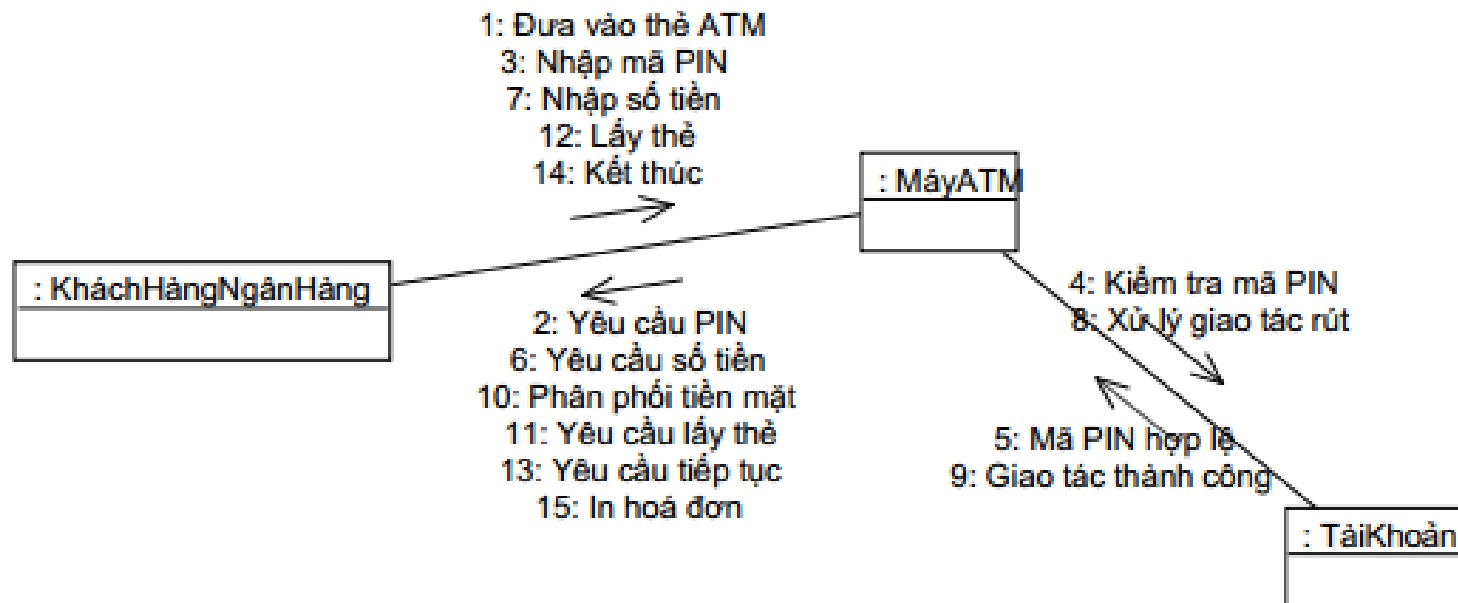 1: Đưa vào thẻ ATM
3: Nhập mã PIN
7: Nhập số tiền
12: Lấy thẻ
14: Kết thúc
: MáyATM
: KháchHàngNgânHàng
2: Yêu cầu PIN
6: Yêu cầu số tiền
10: Phân phối tiền mặt
11: Yêu cầu lấy thẻ
13: Yêu cầu tiếp tục
15: In hoá đơn
4: Kiểm tra mã PIN
8: Xử lý giao tác rút
5: Mã PIN hợp lệ
9: Giao tác thành công
: TàiKhoản